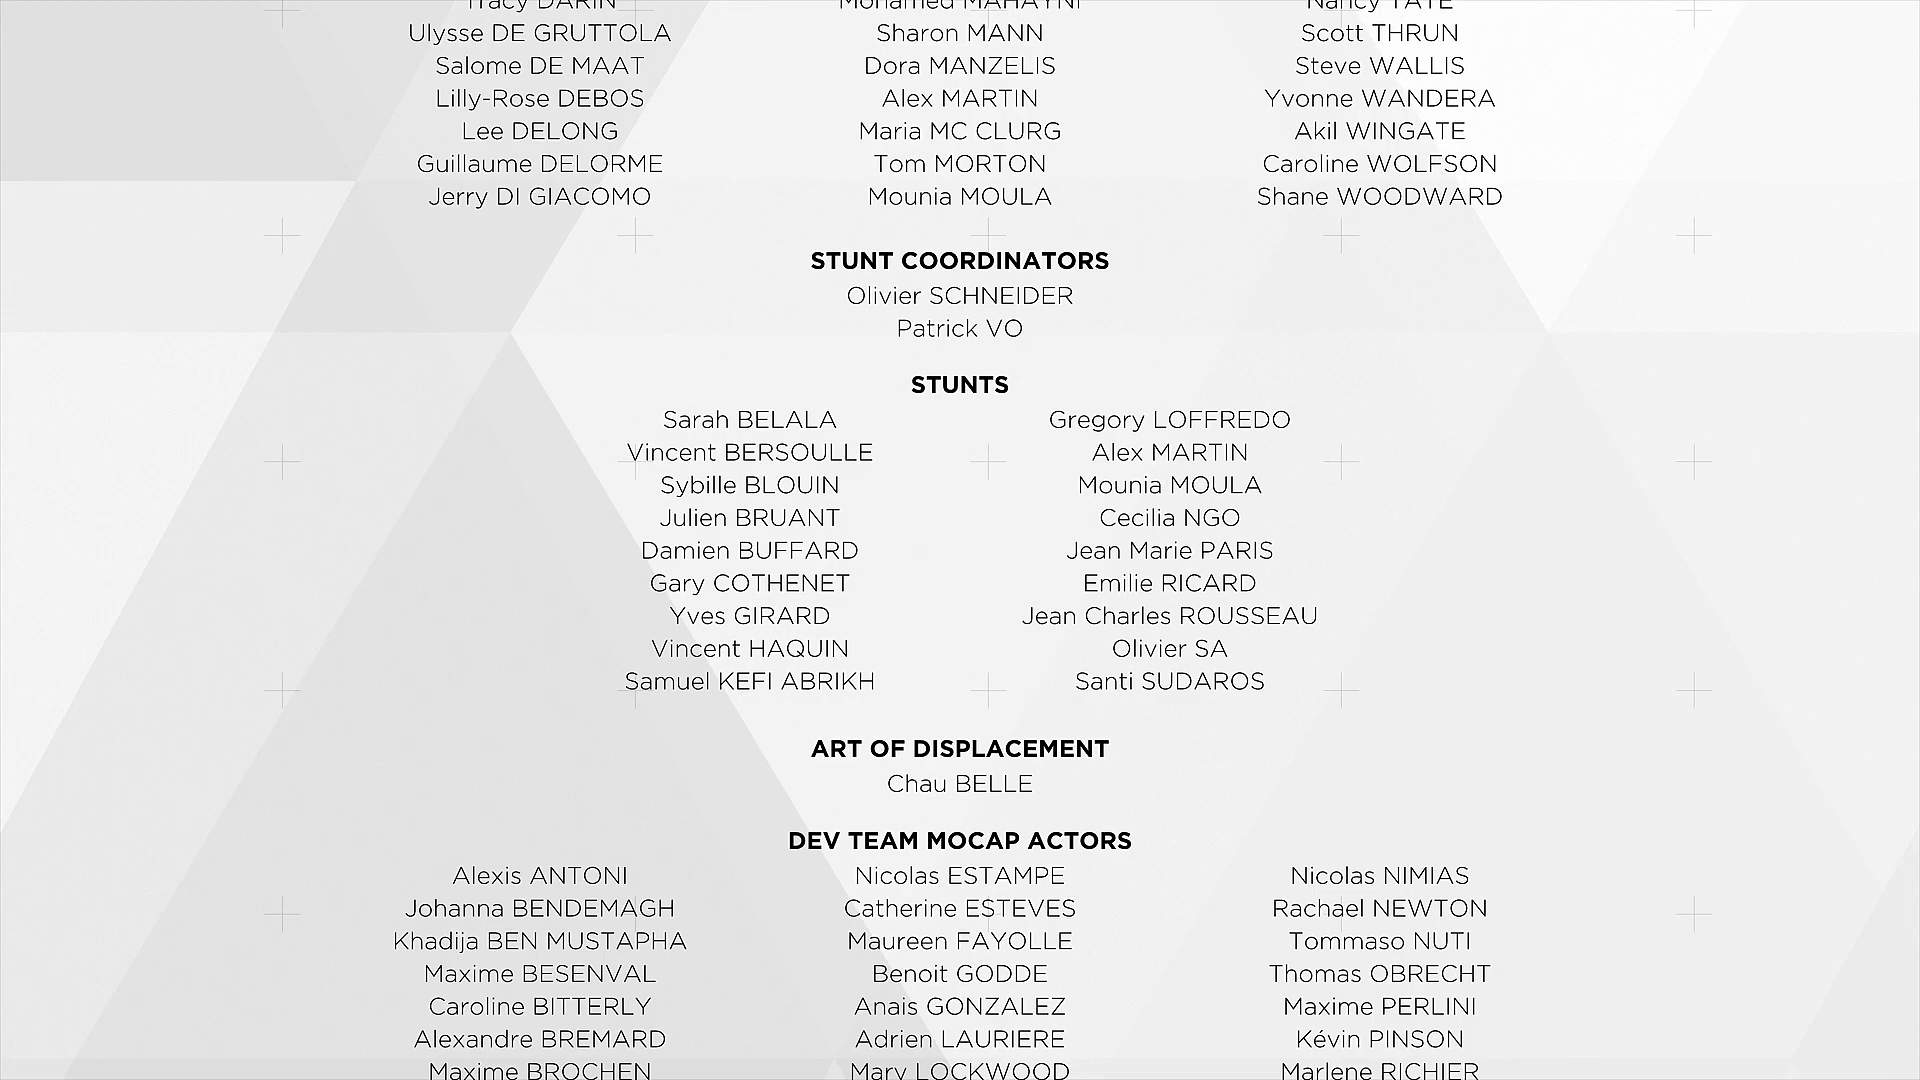 Tracy DARIN Mohamed MAHAYNI Nancy TATE
Ulysse DE GRUTTOLA Sharon MANN Scott THRUN
Salome DE MAAT Dora MANZELIS Steve WALLIS
Lilly-Rose DEBOS Alex MARTIN Yvonne WANDERA
Lee DELONG Maria MC CLURG Akil WINGATE
Guillaume DELORME Tom MORTON Caroline WOLFSON
Jerry DI GIACOMO Mounia MOULA Shane WOODWARD
STUNT COORDINATORS
Olivier SCHNEIDER
Patrick VO
STUNTS
Sarah BELALA Gregory LOFFREDO
Vincent BERSOULLE Alex MARTIN
Sybille BLOUIN Mounia MOULA
Julien BRUANT Cecilia NGO
Damien BUFFARD Jean Marie PARIS
Gary COTHENET Emilie RICARD
Yves GIRARD Jean Charles ROUSSEAU
Vincent HAQUIN Olivier SA
Samuel KEFI ABRIKH Santi SUDAROS
ART OF DISPLACEMENT
Chau BELLE
DEV TEAM MOCAP ACTORS
Alexis ANTONI Nicolas ESTAMPE Nicolas NIMIAS
Johanna BENDEMAGH Catherine ESTEVES Rachael NEWTON
Khadija BEN MUSTAPHA Maureen FAYOLLE Tommaso NUTI
Maxime BESENVAL Benoit GODDE Thomas OBRECHT
Caroline BITTERLY Anais GONZALEZ Maxime PERLINI
Alexandre BREMARD Adrien LAURIERE Kévin PINSON
Maxime BROCHEN Mary LOCKWOOD Marlene RICHIER